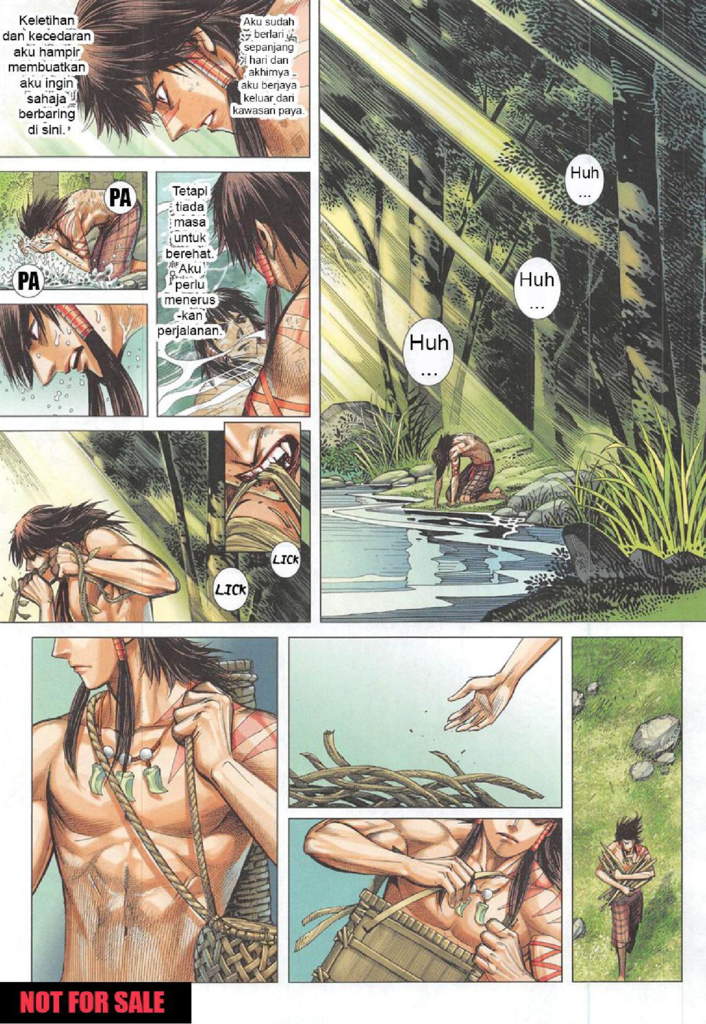 Huh
...
Huh
...
Huh
...
Aku sudah
berlari
sepanjang
hari dan
akhirnya
aku berjaya
keluar dari
kawasan paya.
Keletihan
dan kecedaran
aku hampir
membuatkan
aku ingin
sahaja
berbaring
di sini."
PA
PA
Tetapi
tiada
masa
untuk
berehat.
Aku
perlu
menerus
-kan
perjalanan.
LICK
LICK
NOT FOR SALE